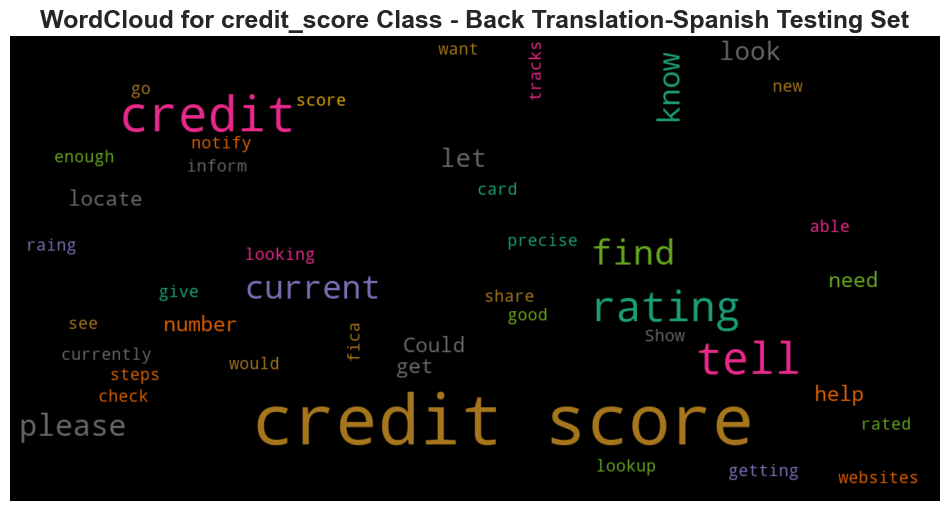 WordCloud for credit_score Class - Back Translation-Spanish Testing Set
want
tracks
know
look
go
credit
score
new
notify
enough
inform
let
locate
card
able
raing
looking
precise
find
current
need
give
share
rating
good
see
number
fica
Show
Could
currently
tell
would
get
steps
check
help
credit score
please
rated
lookup
getting
websites